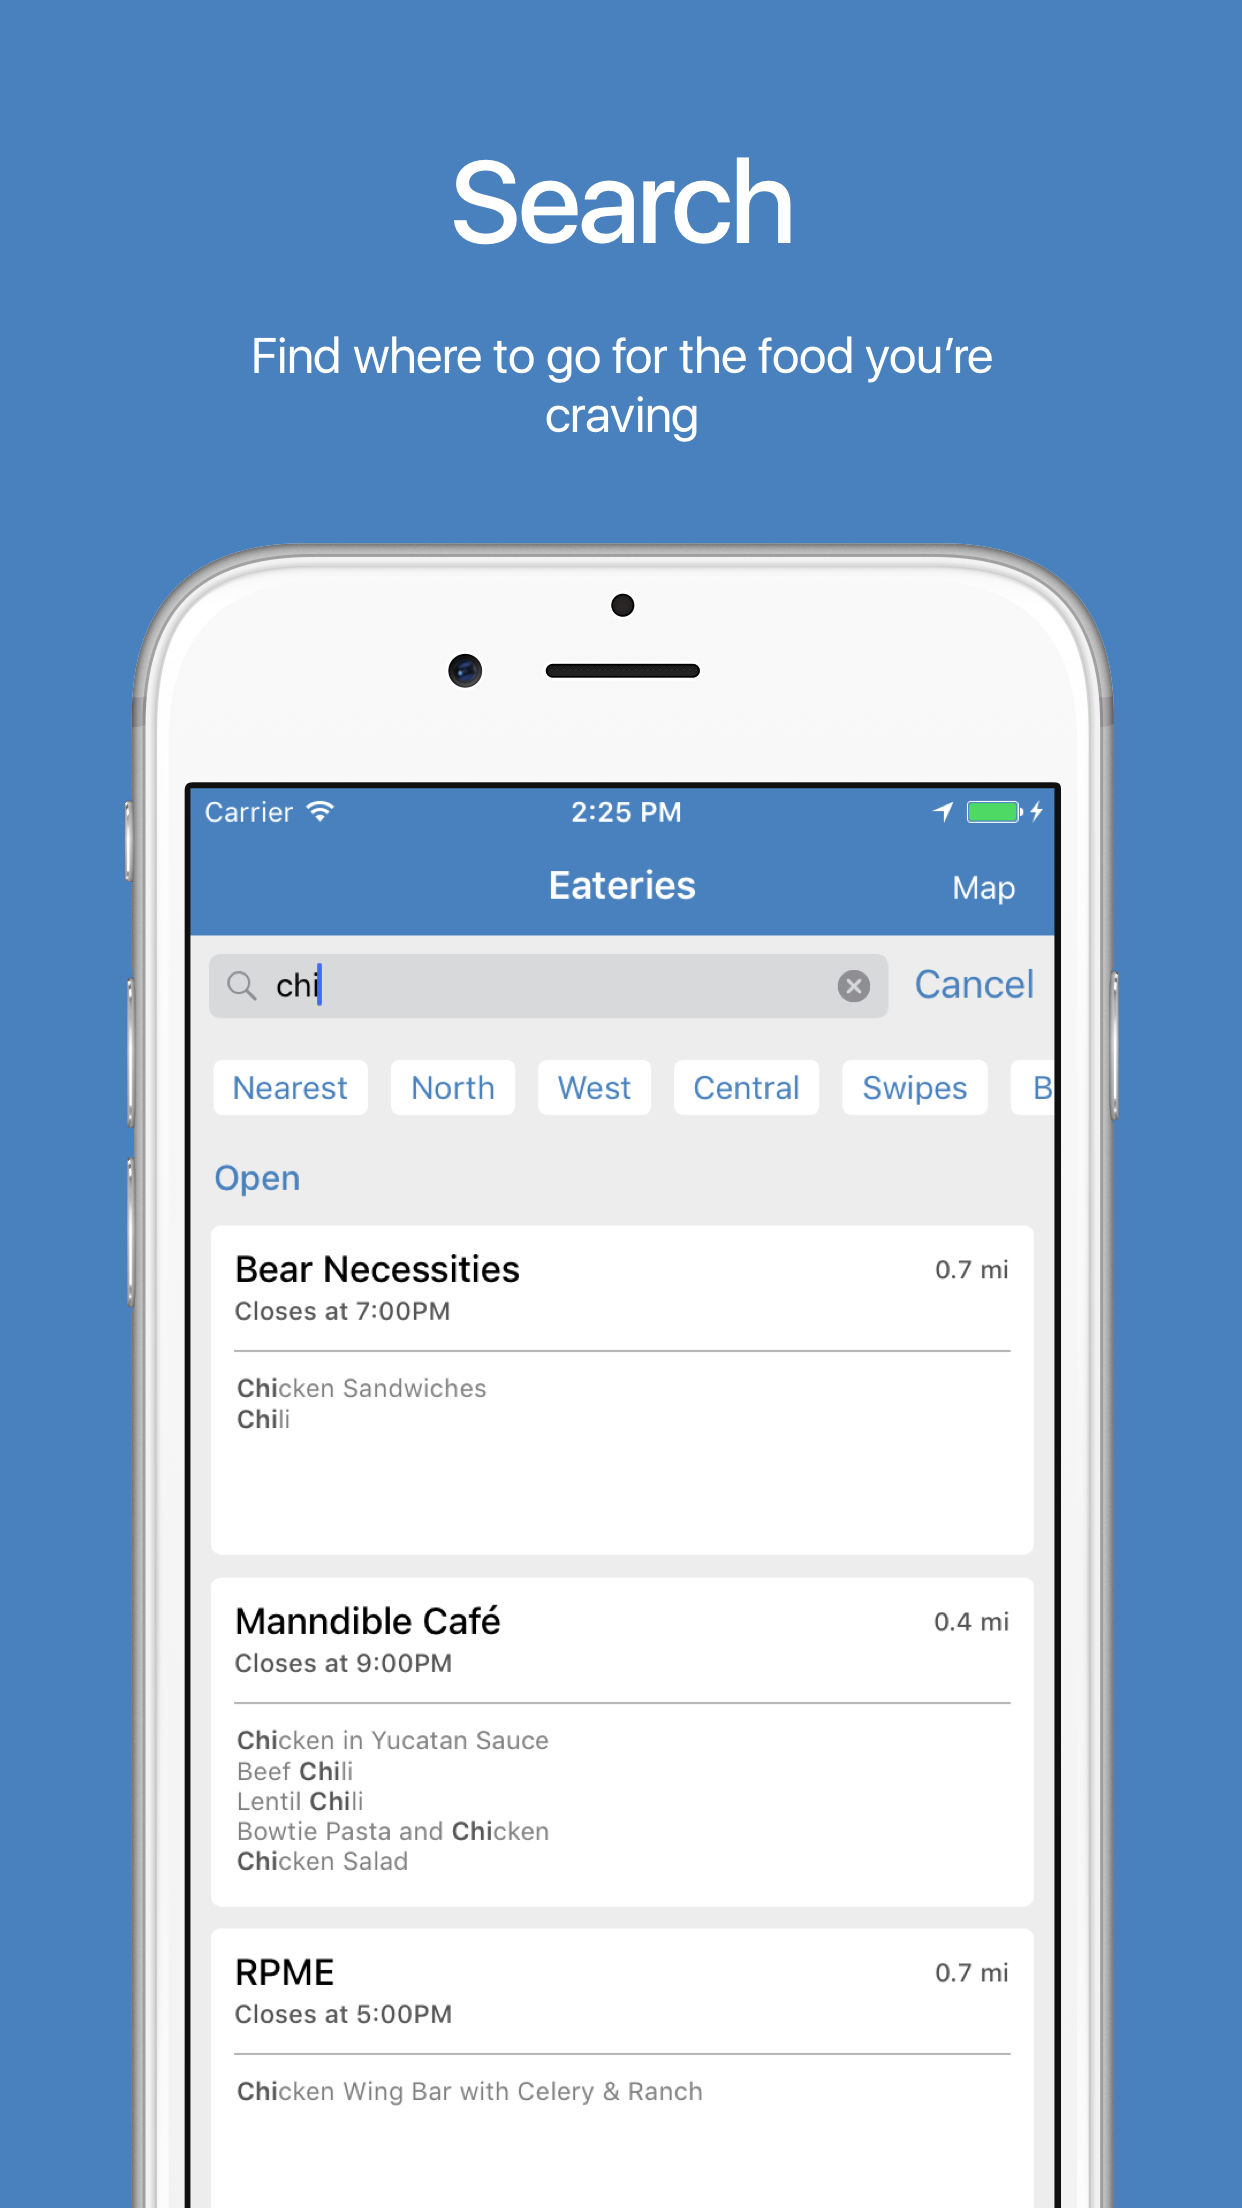 Search
Find where to go for the food you’re
craving
Carrier 2:25 PM
Eateries Map
chi Cancel
Nearest North West Central Swipes B
Open
Bear Necessities 0.7 mi
Closes at 7:00PM
Chicken Sandwiches
Chili
Manndible Café 0.4 mi
Closes at 9:00PM
Chicken in Yucatan Sauce
Beef Chili
Lentil Chili
Bowtie Pasta and Chicken
Chicken Salad
RPME 0.7 mi
Closes at 5:00PM
Chicken Wing Bar with Celery & Ranch